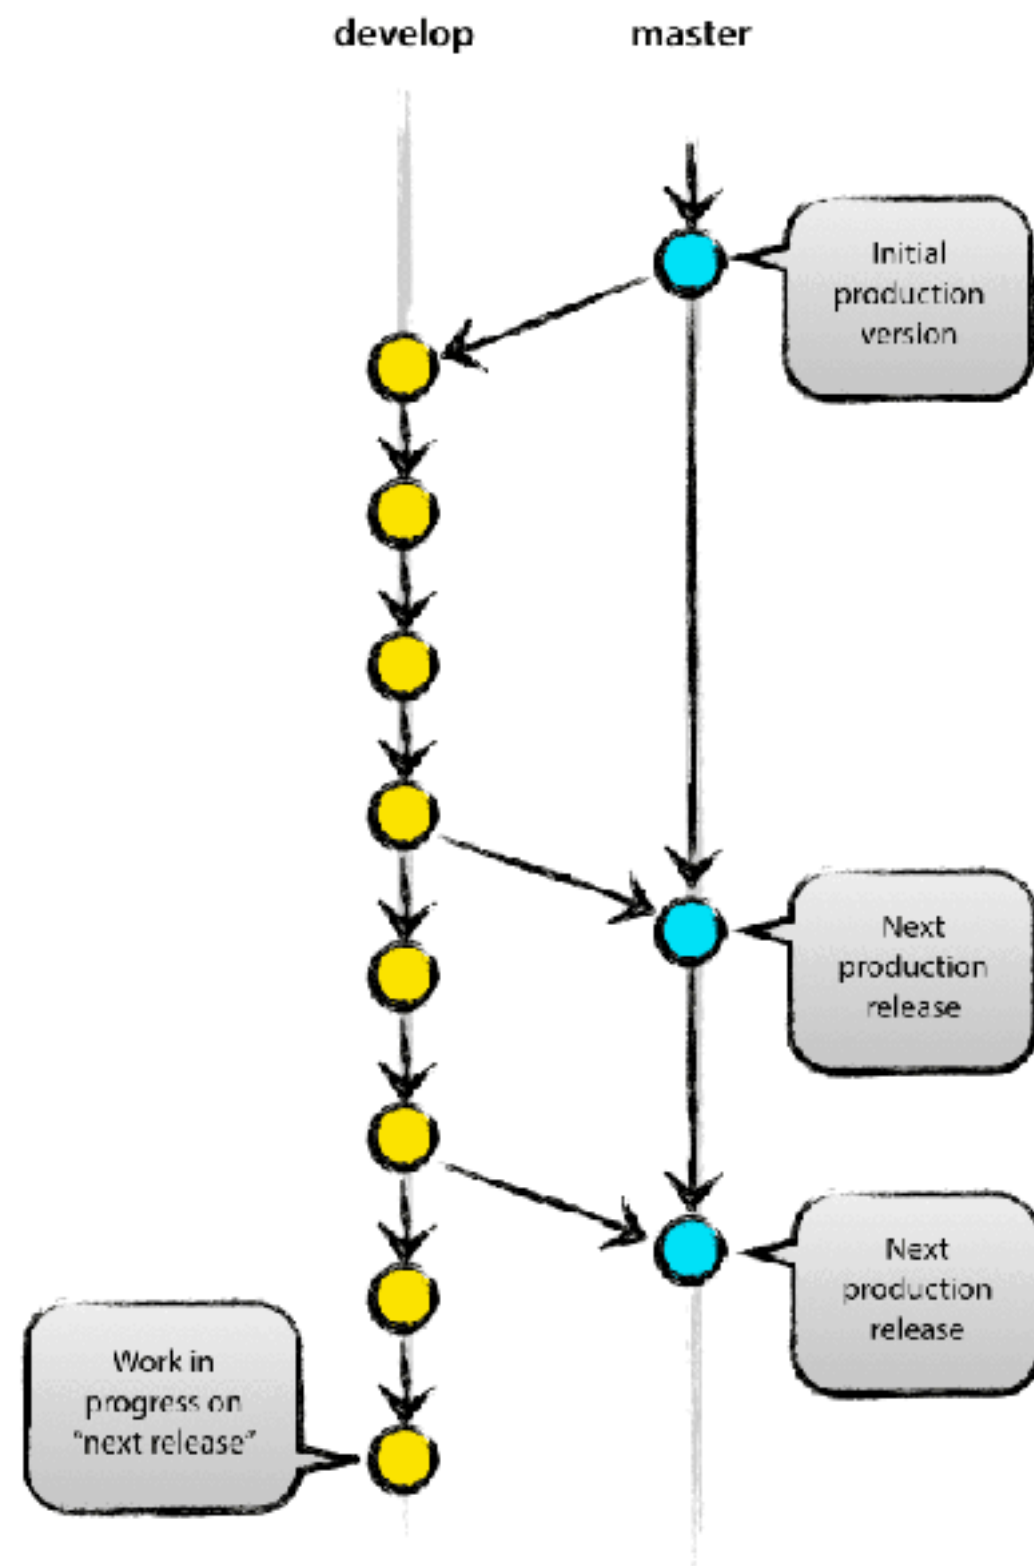 develop
master
Initial
production
version
Next
production
release
Next
production
release
Work in
progress on
“next release”